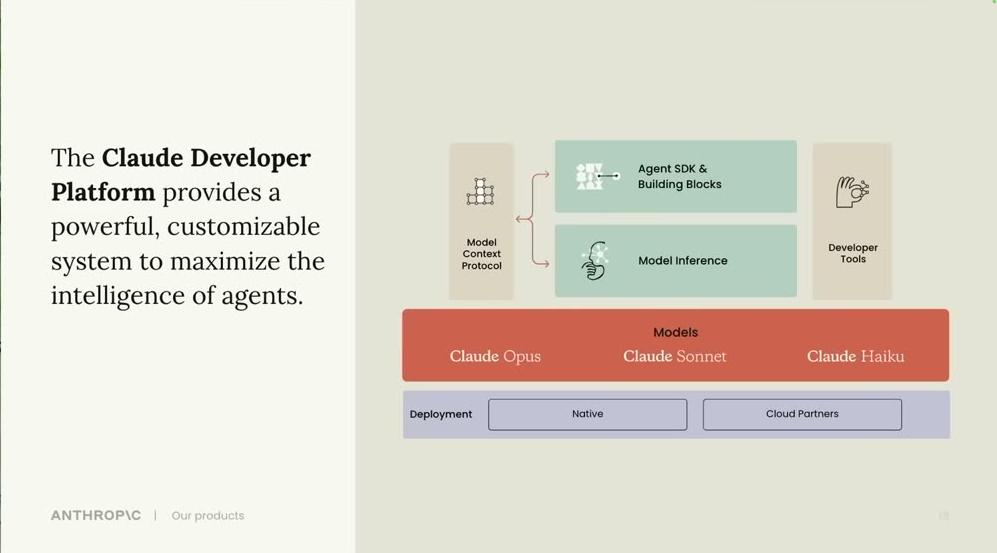 The Claude Developer
Platform provides a
powerful, customizable
system to maximize the
intelligence of agents.
Model
Context
Protocol
Agent SDK &
Building Blocks
Model Inference
Developer
Tools
Models
Claude Opus
Claude Sonnet
Claude Haiku
Deployment
Native
Cloud Partners
ANTHROP\C | Our products